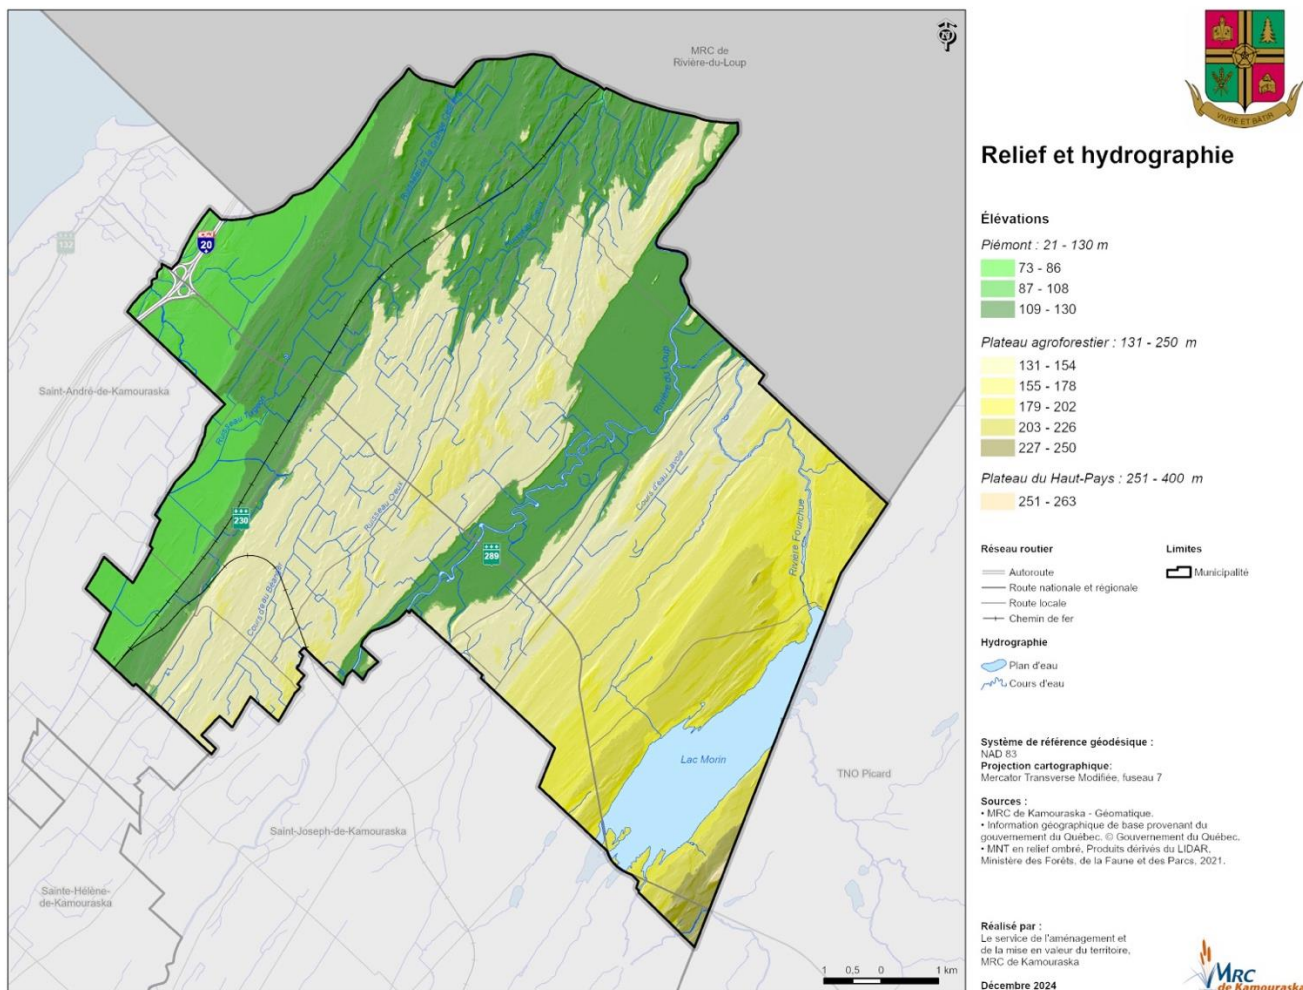 MRC de
Rivière-du-Loup
20
132
Saint-André-de-Kamouraska
Ruisseau Creux
Rivière du Loup
Cours d'eau Lavoie
Rivière Fourchue
Ruisseau Creux
230
289
Lac Morin
TNO Picard
Saint-Joseph-de-Kamouraska
Sainte-Hélène-
de-Kamouraska
1 0,5 0 1 km
VIVRE ET BÂTIR
Relief et hydrographie
Élévations
Piémont : 21 - 130 m
73 - 86
87 - 108
109 - 130
Plateau agroforestier : 131 - 250 m
131 - 154
155 - 178
179 - 202
203 - 226
227 - 250
Plateau du Haut-Pays : 251 - 400 m
251 - 263
Réseau routier
Autoroute
Route nationale et régionale
Route locale
Chemin de fer
Limites
Municipalité
Hydrographie
Plan d'eau
Cours d'eau
Système de référence géodésique :
NAD 83
Projection cartographique:
Mercator Transverse Modifiée, fuseau 7
Sources :
• MRC de Kamouraska - Géomatique.
• Information géographique de base provenant du
gouvernement du Québec. © Gouvernement du Québec.
• MNT en relief ombré, Produits dérivés du LIDAR,
Ministère des Forêts, de la Faune et des Parcs, 2021.
Réalisé par :
Le service de l'aménagement et
de la mise en valeur du territoire,
MRC de Kamouraska
Décembre 2024
MRC
de Kamouraska